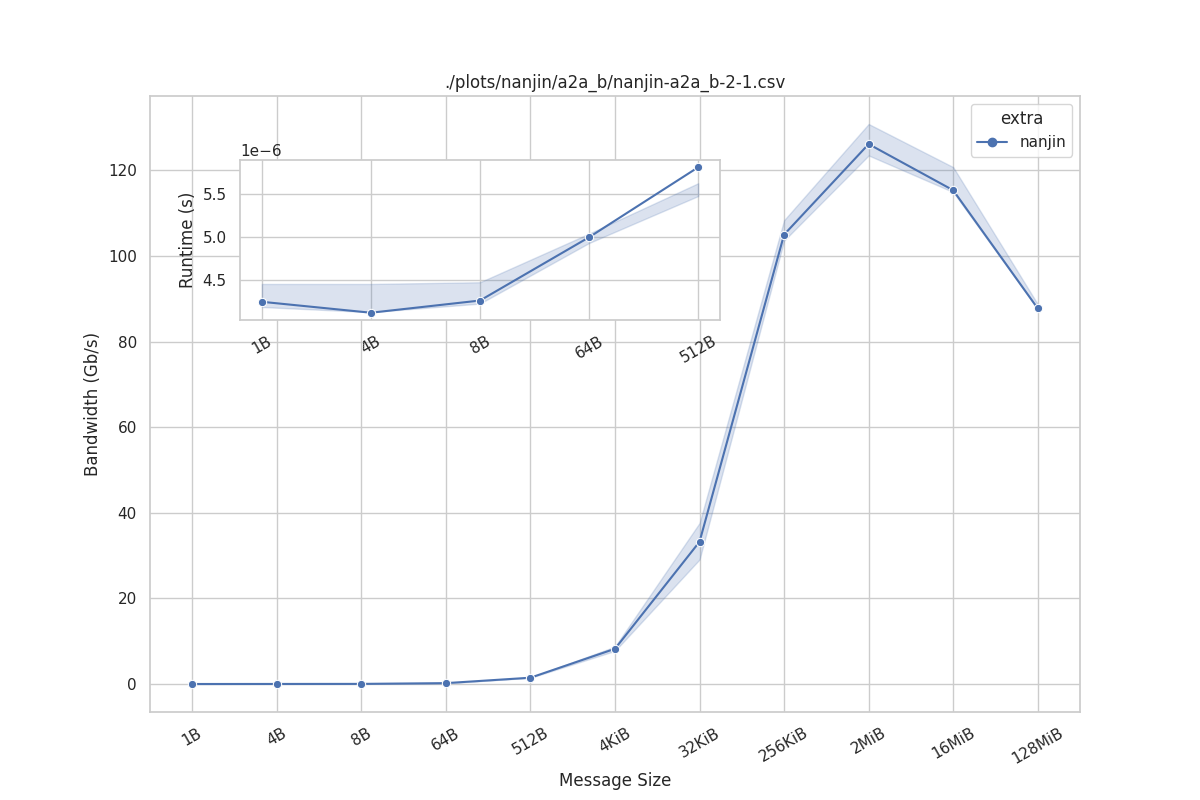 ./plots/nanjin/a2a_b/nanjin-a2a_b-2-1.csv
extra
nanjin
1e−6
Runtime (s)
5.5
5.0
4.5
1B
4B
8B
64B
512B
Bandwidth (Gb/s)
120
100
80
60
40
20
0
1B
4B
8B
64B
512B
4KiB
32KiB
256KiB
2MiB
16MiB
128MiB
Message Size